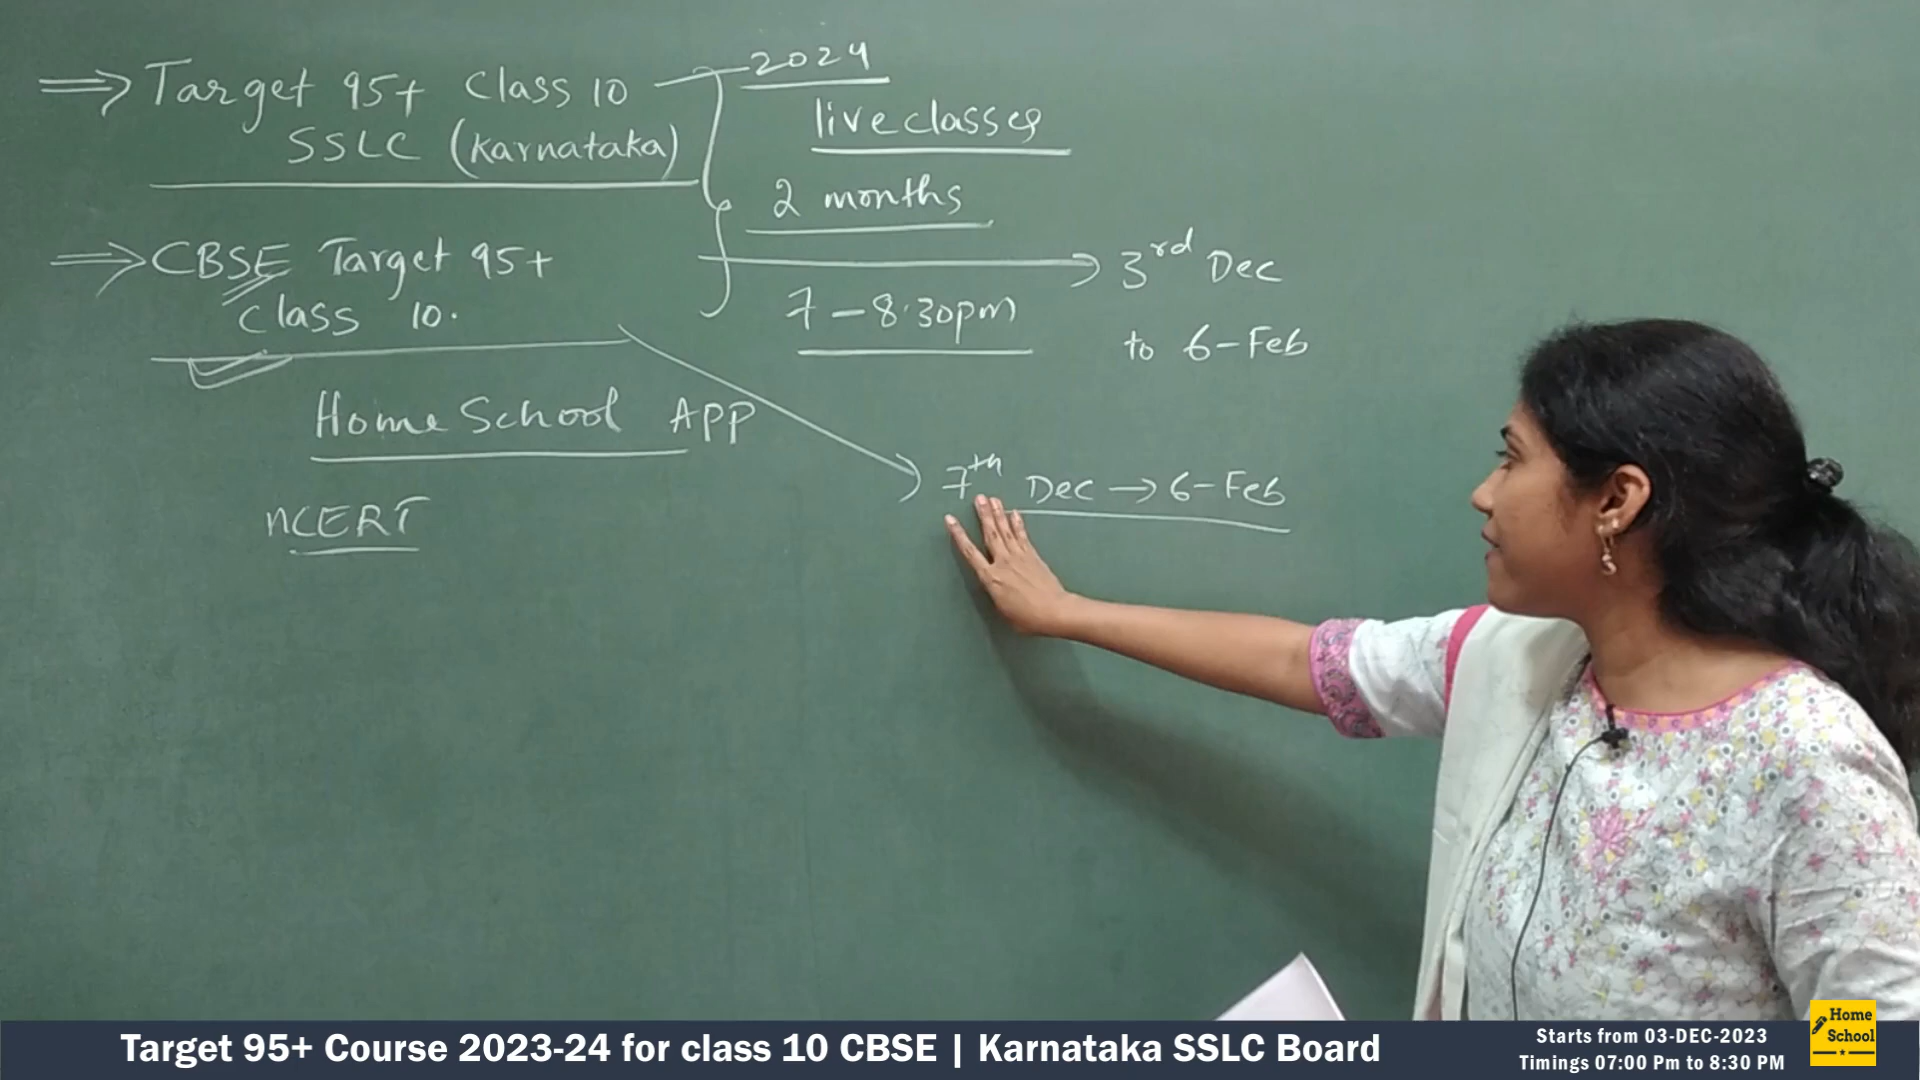 ⇒ Target 95+ Class 10 — 2024
SSLC (Karnataka)
live classes
2 months
⇒ CBSE Target 95+
Class 10.
→ 3rd Dec
to 6-Feb
7 – 8.30pm
Home School APP
7th Dec → 6-Feb
NCERT
Target 95+ Course 2023-24 for class 10 CBSE | Karnataka SSLC Board
Starts from 03-DEC-2023
Timings 07:00 Pm to 8:30 PM
Home
School